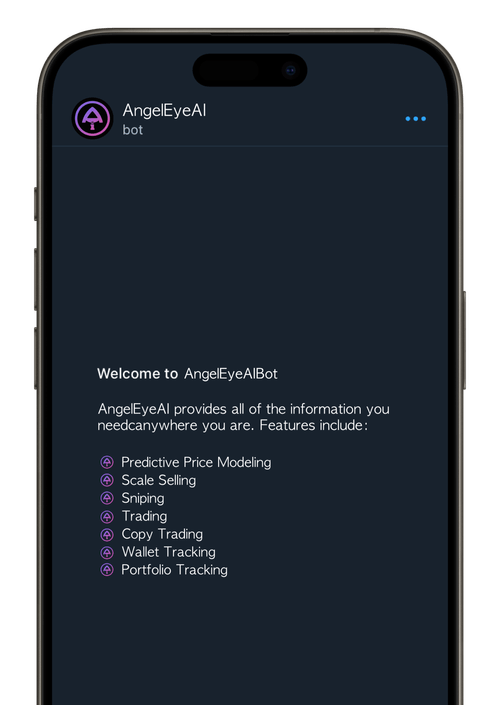 AngelEyeAI
bot
Welcome to AngelEyeAIBot
AngelEyeAI provides all of the information you
needcanywhere you are. Features include:
Predictive Price Modeling
Scale Selling
Sniping
Trading
Copy Trading
Wallet Tracking
Portfolio Tracking